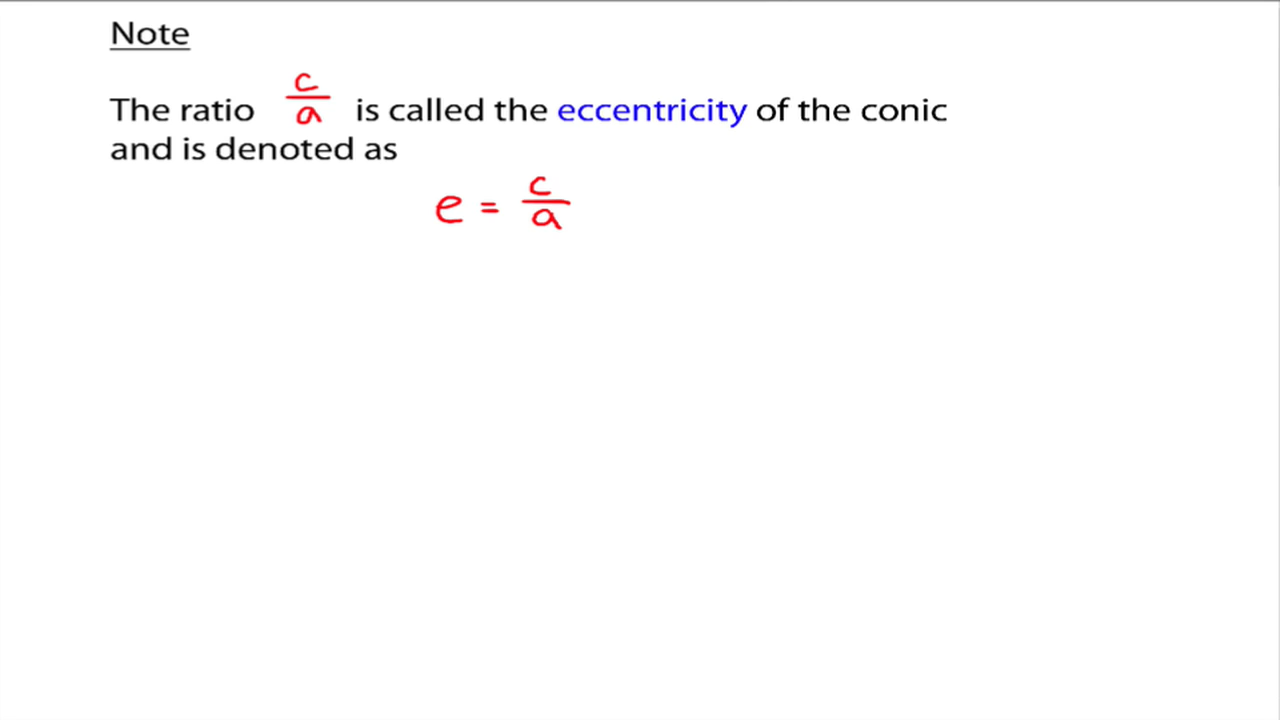 Note
The ratio c/a is called the eccentricity of the conic
and is denoted as
e = c/a